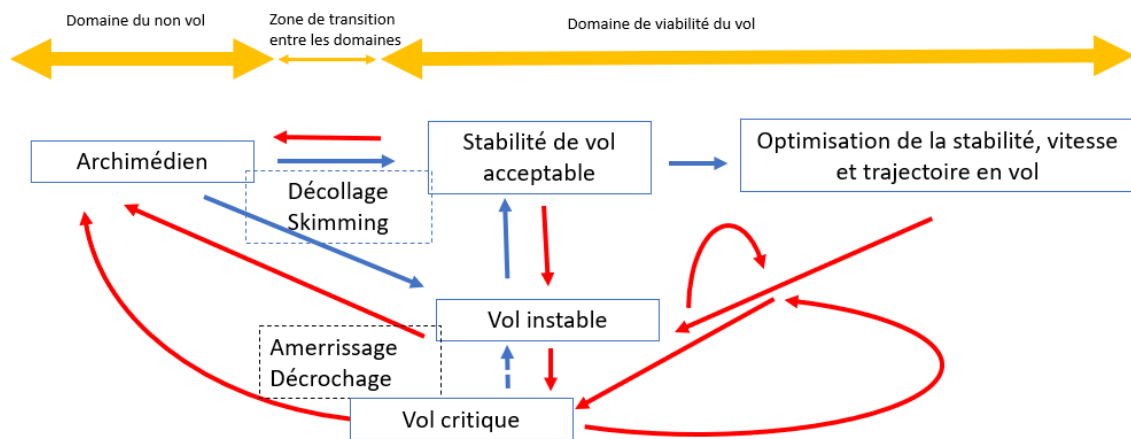 Domaine du non vol
Zone de transition
entre les domaines
Domaine de viabilité du vol
Archimédien
Stabilité de vol
acceptable
Optimisation de la stabilité, vitesse
et trajectoire en vol
Décollage
Skimming
Vol instable
Amerrissage
Décrochage
Vol critique